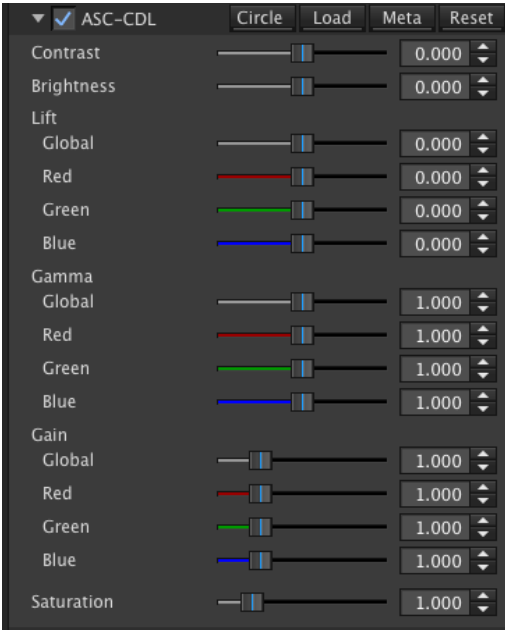 ASC-CDL Circle Load Meta Reset
Contrast 0.000
Brightness 0.000
Lift
Global 0.000
Red 0.000
Green 0.000
Blue 0.000
Gamma
Global 1.000
Red 1.000
Green 1.000
Blue 1.000
Gain
Global 1.000
Red 1.000
Green 1.000
Blue 1.000
Saturation 1.000